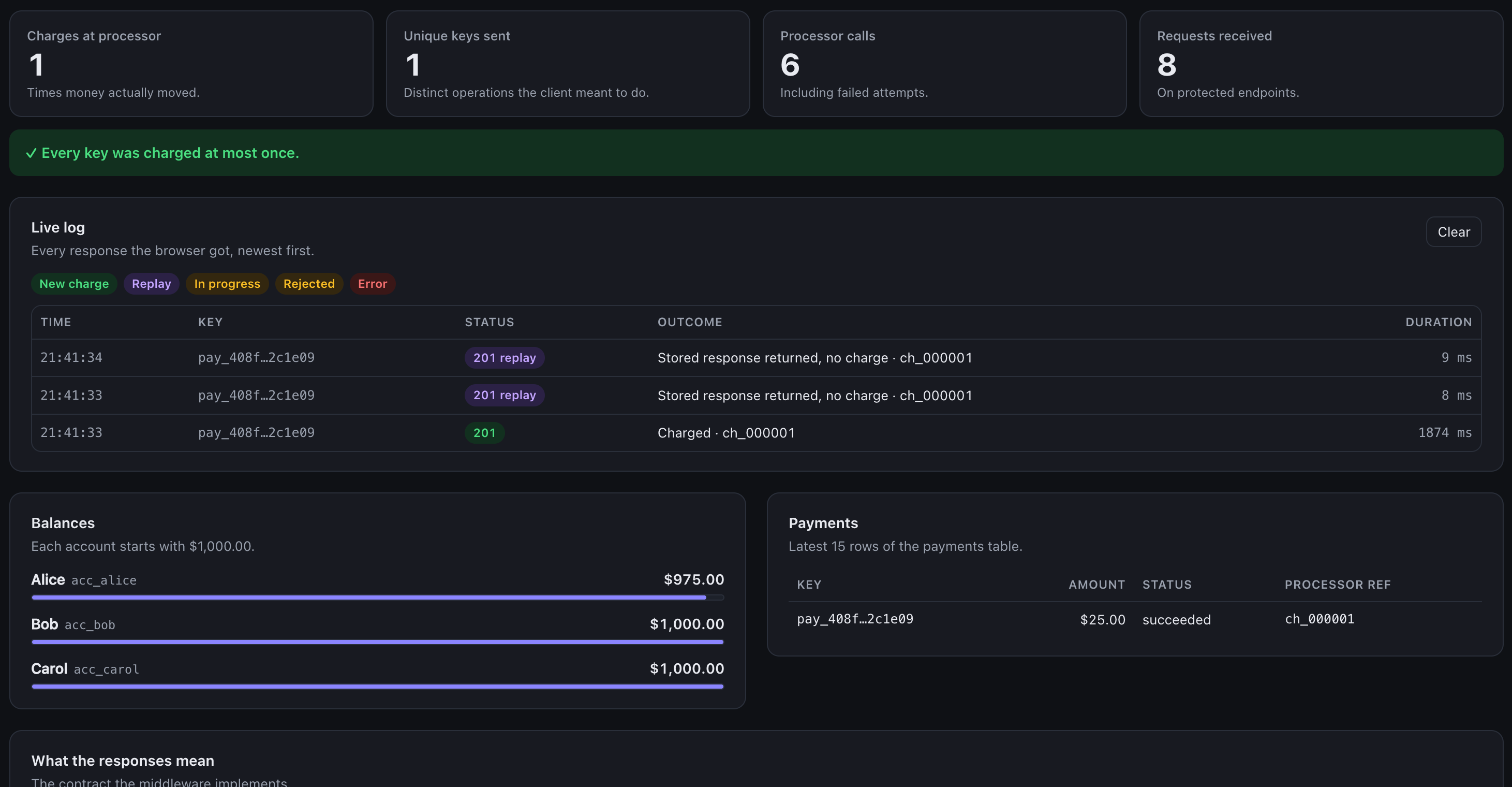 Charges at processor
1
Times money actually moved.
Unique keys sent
1
Distinct operations the client meant to do.
Processor calls
6
Including failed attempts.
Requests received
8
On protected endpoints.
✓ Every key was charged at most once.
Live log
Every response the browser got, newest first.
Clear
New charge Replay In progress Rejected Error
TIME KEY STATUS OUTCOME DURATION
21:41:34 pay_408f…2c1e09 201 replay Stored response returned, no charge · ch_000001 9 ms
21:41:33 pay_408f…2c1e09 201 replay Stored response returned, no charge · ch_000001 8 ms
21:41:33 pay_408f…2c1e09 201 Charged · ch_000001 1874 ms
Balances
Each account starts with $1,000.00.
Alice acc_alice $975.00
Bob acc_bob $1,000.00
Carol acc_carol $1,000.00
Payments
Latest 15 rows of the payments table.
KEY AMOUNT STATUS PROCESSOR REF
pay_408f…2c1e09 $25.00 succeeded ch_000001
What the responses mean
The contract the middleware implements.